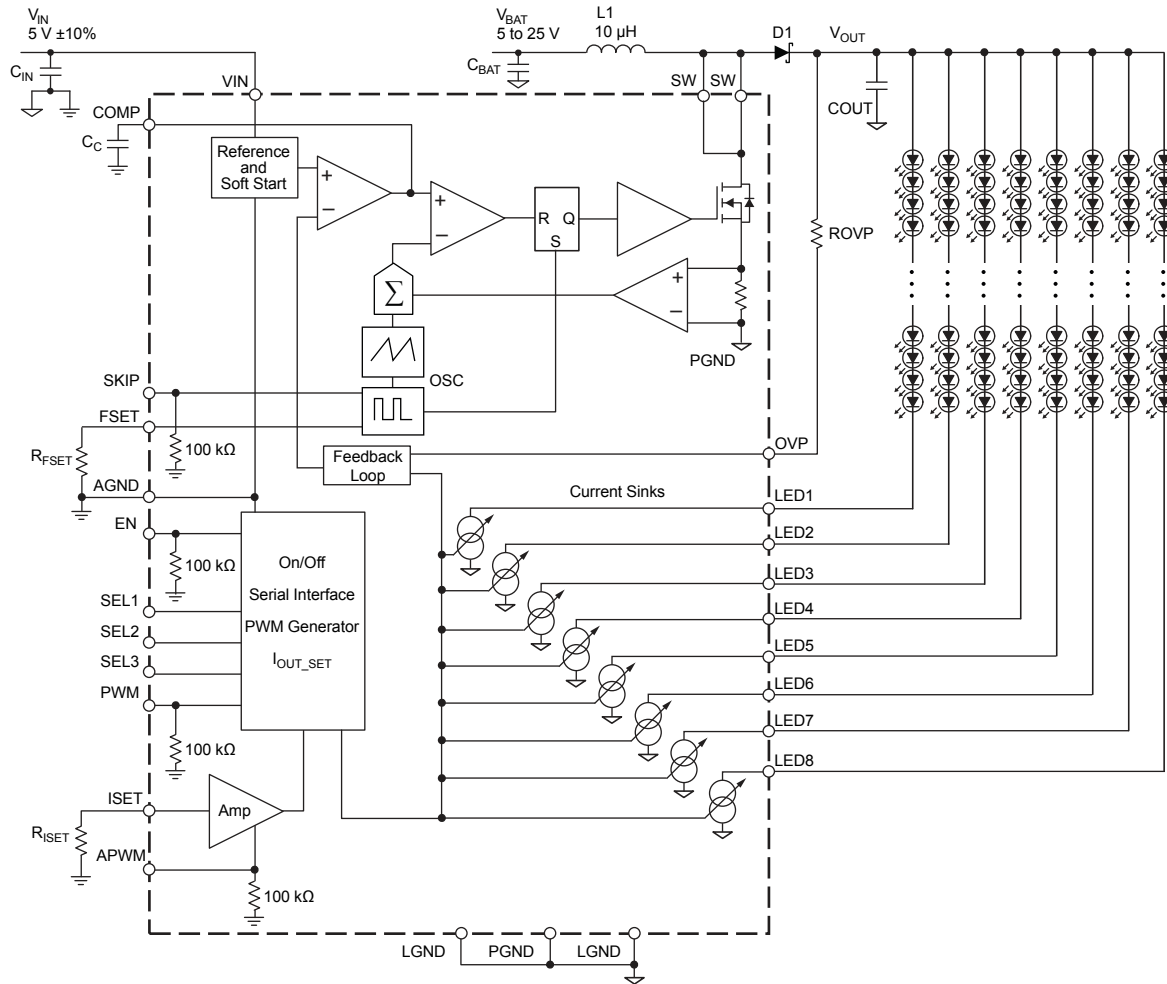 VIN
5 V ±10%
CIN
VBAT
5 to 25 V
CBAT
L1
10 µH
D1
VOUT
COUT
SW
SW
VIN
COMP
CC
Reference
and
Soft Start
+
−
+
−
R
Q
S
+
−
Σ
ROVP
PGND
OSC
SKIP
FSET
RFSET
100 kΩ
AGND
Feedback
Loop
OVP
Current Sinks
LED1
LED2
LED3
LED4
LED5
LED6
LED7
LED8
EN
100 kΩ
SEL1
SEL2
SEL3
PWM
100 kΩ
On/Off
Serial Interface
PWM Generator
IOUT_SET
ISET
RISET
Amp
APWM
100 kΩ
LGND
PGND
LGND